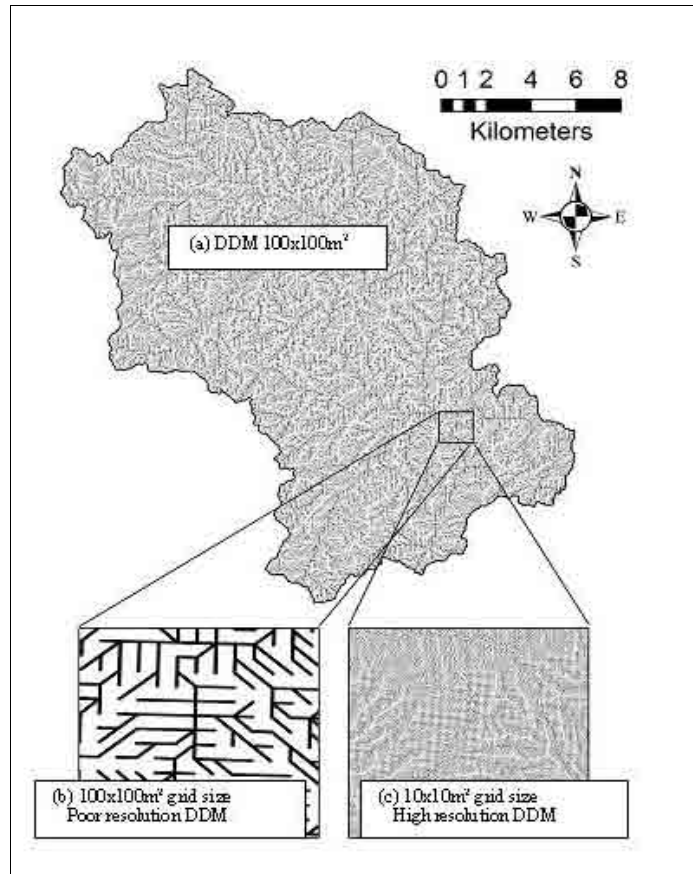 0 1 2 4 6 8
Kilometers
N
W E
S
(a) DDM 100x100m²
(b) 100x100m² grid size
Poor resolution DDM
(c) 10x10m² grid size
High resolution DDM